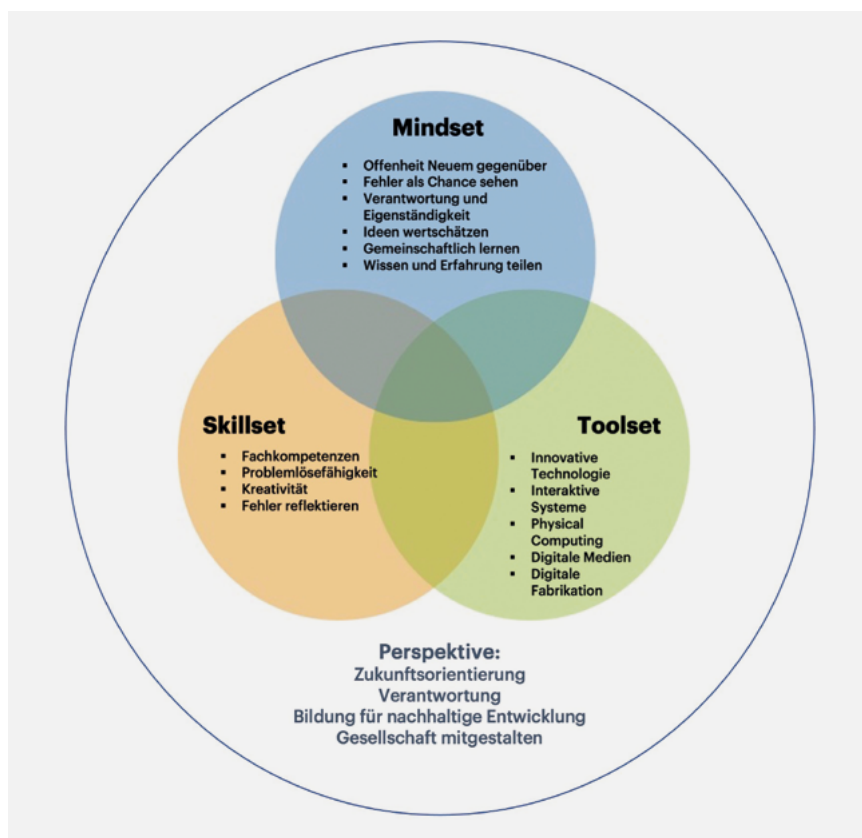 Mindset
▪ Offenheit Neuem gegenüber
▪ Fehler als Chance sehen
▪ Verantwortung und
Eigenständigkeit
▪ Ideen wertschätzen
▪ Gemeinschaftlich lernen
▪ Wissen und Erfahrung teilen
Skillset
▪ Fachkompetenzen
▪ Problemlösefähigkeit
▪ Kreativität
▪ Fehler reflektieren
Toolset
▪ Innovative
Technologie
▪ Interaktive
Systeme
▪ Physical
Computing
▪ Digitale Medien
▪ Digitale
Fabrikation
Perspektive:
Zukunftsorientierung
Verantwortung
Bildung für nachhaltige Entwicklung
Gesellschaft mitgestalten